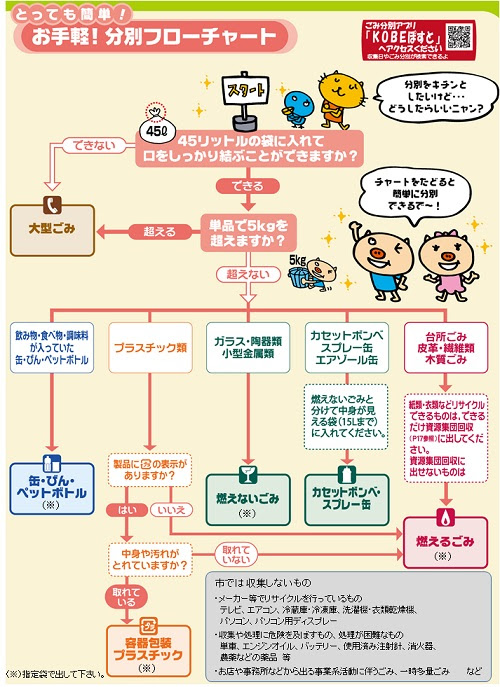 とっても簡単！
お手軽！分別フローチャート
ごみ分別アプリ
「KOBEぽすと」
へアクセスください
収集日やごみ分別が検索できるよ
スタート
分別をキチンと
したいけど…
どうしたらいいニャン？
45ℓ
45リットルの袋に入れて
口をしっかり結ぶことができますか？
できない
できる
チャートをたどると
簡単に分別
できるで〜！
大型ごみ
超える
単品で5kgを
超えますか？
5kg
超えない
飲み物・食べ物・調味料
が入っていた
缶・びん・ペットボトル
プラスチック類
ガラス・陶器類
小型金属類
カセットボンベ
スプレー缶
エアゾール缶
台所ごみ
皮革・繊維類
木質ごみ
燃えないごみと
分けて中身が見
える袋(15Lまで)
に入れてください。
紙類・衣類などリサイクル
できるものは、できる
だけ資源集団回収
(P17参照)に出してくだ
さい。
資源集団回収に
出せないものは
製品にプラの表示が
ありますか？
缶・びん・
ペットボトル
(※)
燃えないごみ
(※)
カセットボンベ・
スプレー缶
はい
いいえ
燃えるごみ
(※)
中身や汚れが
とれていますか？
取れて
いない
取れて
いる
容器包装
プラスチック
(※)
市では収集しないもの
・メーカー等でリサイクルを行っているもの
テレビ、エアコン、冷蔵庫・冷凍庫、洗濯機・衣類乾燥機、
パソコン、パソコン用ディスプレー
・収集や処理に危険を及ぼすもの、処理が困難なもの
単車、エンジンオイル、バッテリー、使用済み注射針、消火器、
農薬などの薬品 等
・お店や事務所などから出る事業系活動に伴うごみ、一時多量ごみ など
(※)指定袋で出して下さい。